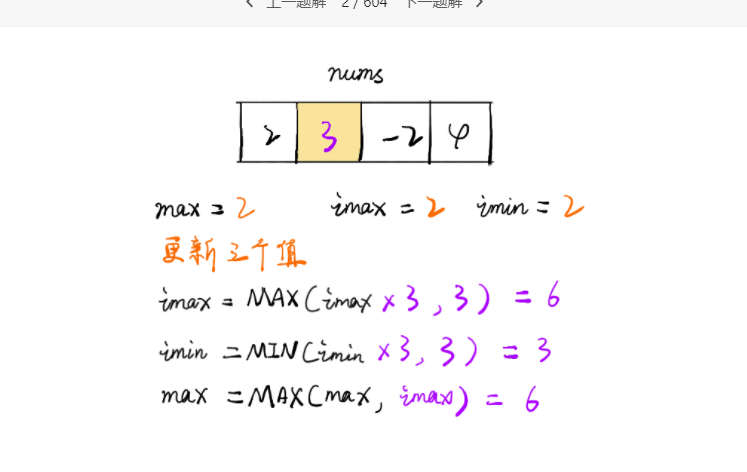 上一题解 2 / 604 下一题解
nums
2 3 -2 4
max = 2 imax = 2 imin = 2
更新三个值
imax = MAX(imax × 3 , 3) = 6
imin = MIN(imin × 3, 3) = 3
max = MAX(max, imax) = 6